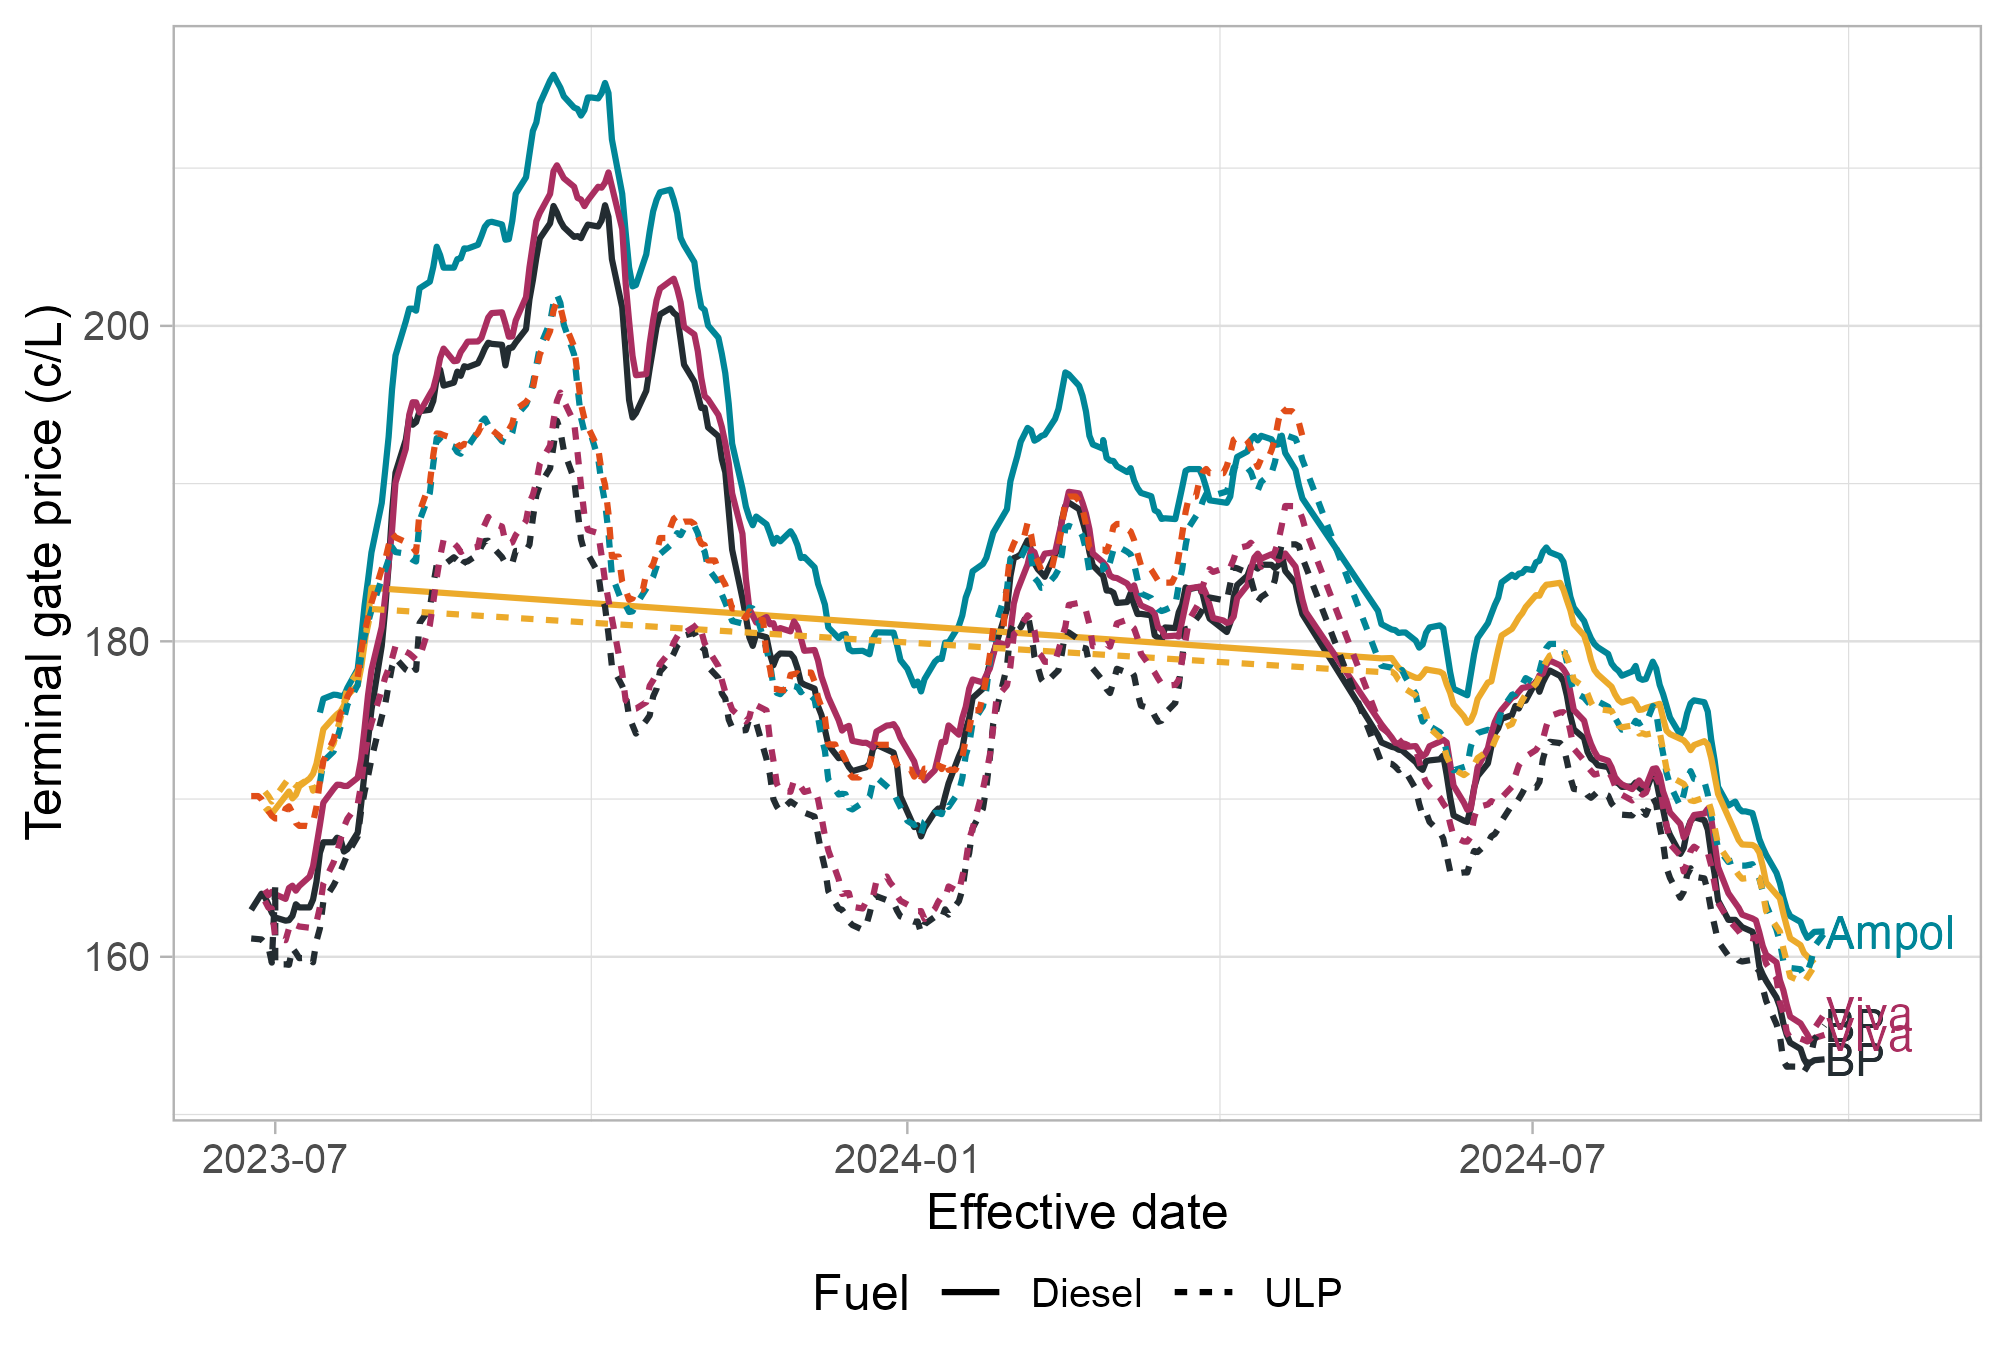 Terminal gate price (c/L)
200
180
160
Ampol
Viva
BP
Viva
BP
2023-07
2024-01
2024-07
Effective date
Fuel
Diesel
ULP